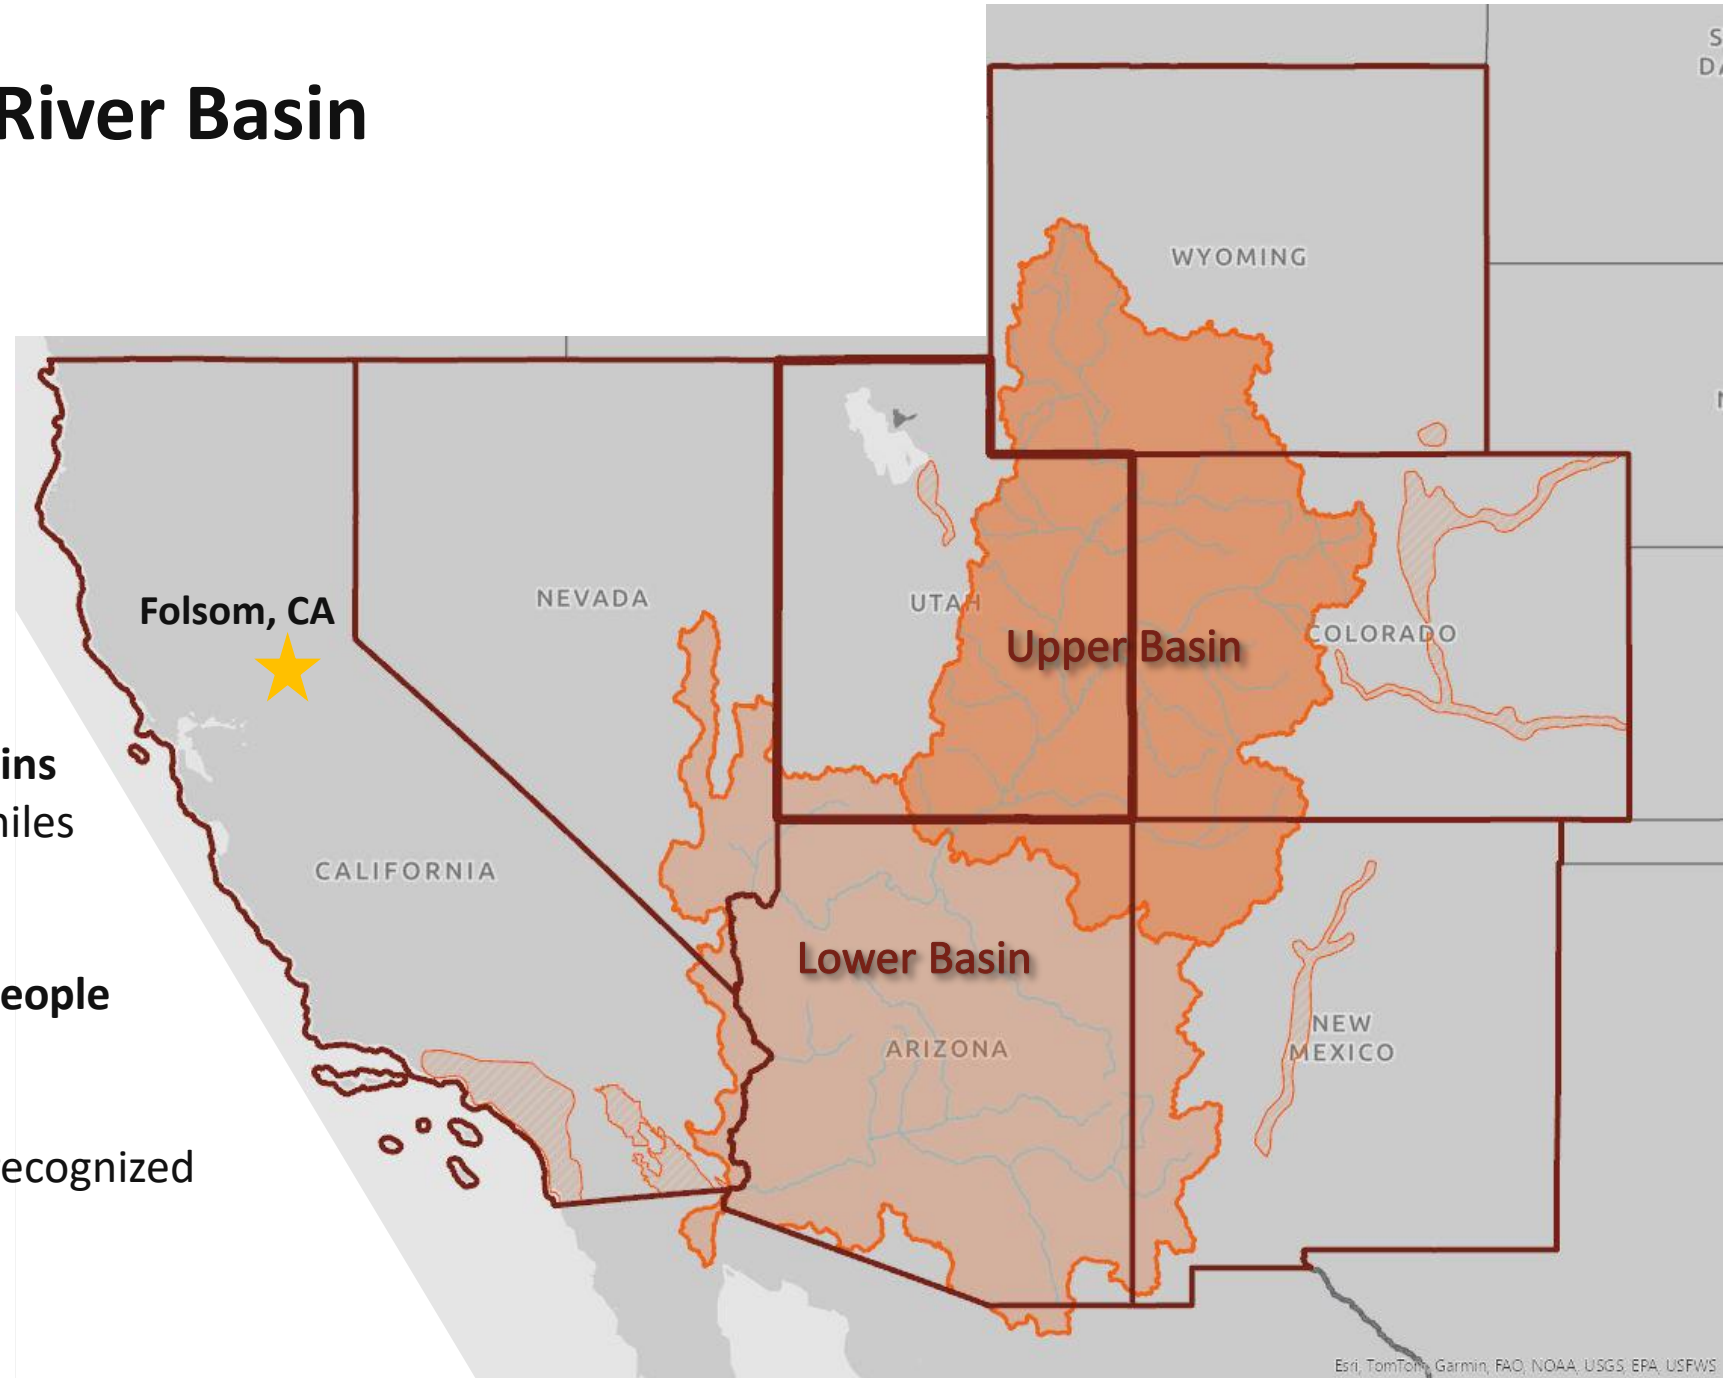 River Basin
WYOMING
NEVADA
UTAH
Folsom, CA
COLORADO
Upper Basin
ins
niles
CALIFORNIA
Lower Basin
eople
NEW
MEXICO
ARIZONA
ecognized
Esri, TomTom, Garmin, FAO, NOAA, USGS, EPA, USFWS